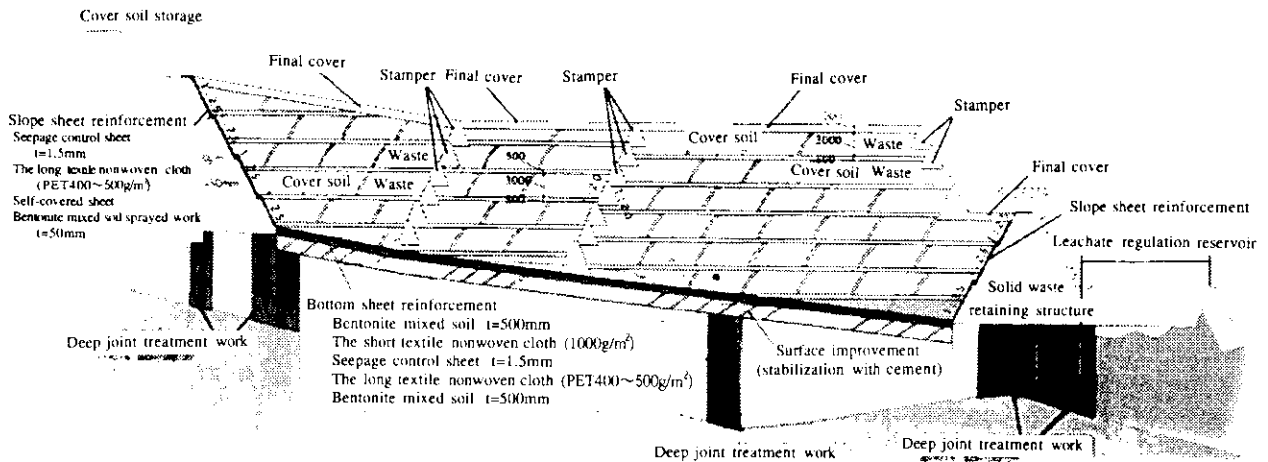 Cover soil storage
Final cover
Stamper
Final cover
Stamper
Final cover
Stamper
Slope sheet reinforcement
Seepage control sheet
t=1.5mm
The long textile nonwoven cloth
(PET400~500g/m²)
Self-covered sheet
Bentonite mixed soil sprayed work
t=50mm
Waste
500
Cover soil
Waste
500
Cover soil
3000
Waste
Cover soil
Waste
Final cover
Slope sheet reinforcement
Leachate regulation reservoir
Solid waste
retaining structure
Bottom sheet reinforcement
Bentonite mixed soil t=500mm
The short textile nonwoven cloth (1000g/m²)
Seepage control sheet t=1.5mm
The long textile nonwoven cloth (PET400~500g/m²)
Bentonite mixed soil t=500mm
Deep joint treatment work
Surface improvement
(stabilization with cement)
Deep joint treatment work
Deep joint treatment work